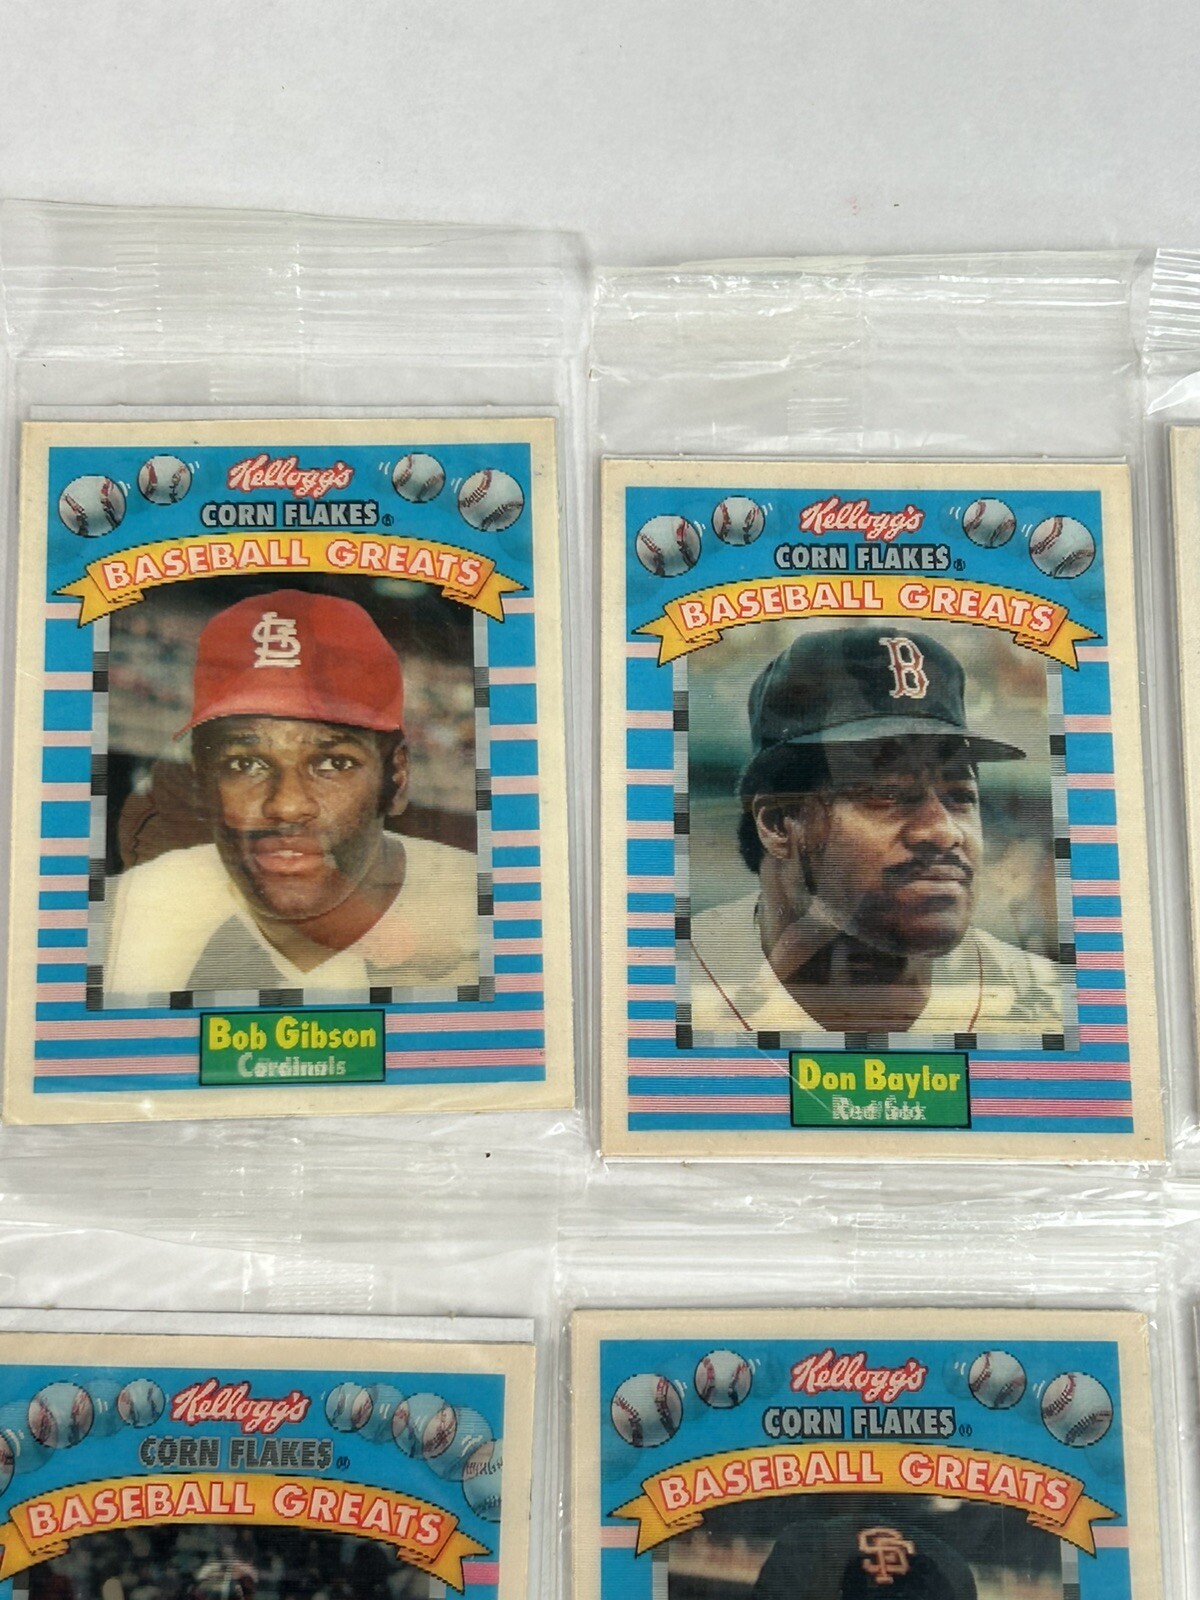 Kellogg's
CORN FLAKES®
BASEBALL GREATS
Bob Gibson
Cardinals
Kellogg's
CORN FLAKES®
BASEBALL GREATS
Don Baylor
Red Sox
Kellogg's
CORN FLAKES®
BASEBALL GREATS
Kellogg's
CORN FLAKES®
BASEBALL GREATS